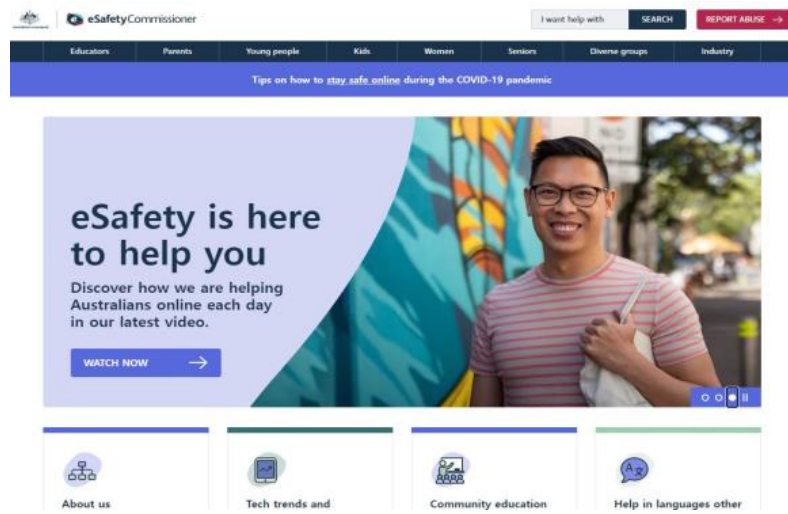 eSafetyCommissioner
I want help with
SEARCH
REPORT ABUSE
Educators
Parents
Young people
Kids
Women
Seniors
Diverse groups
Industry
Tips on how to stay safe online during the COVID-19 pandemic
eSafety is here
to help you
Discover how we are helping
Australians online each day
in our latest video.
WATCH NOW
NO
About us
Tech trends and
Community education
Help in languages other